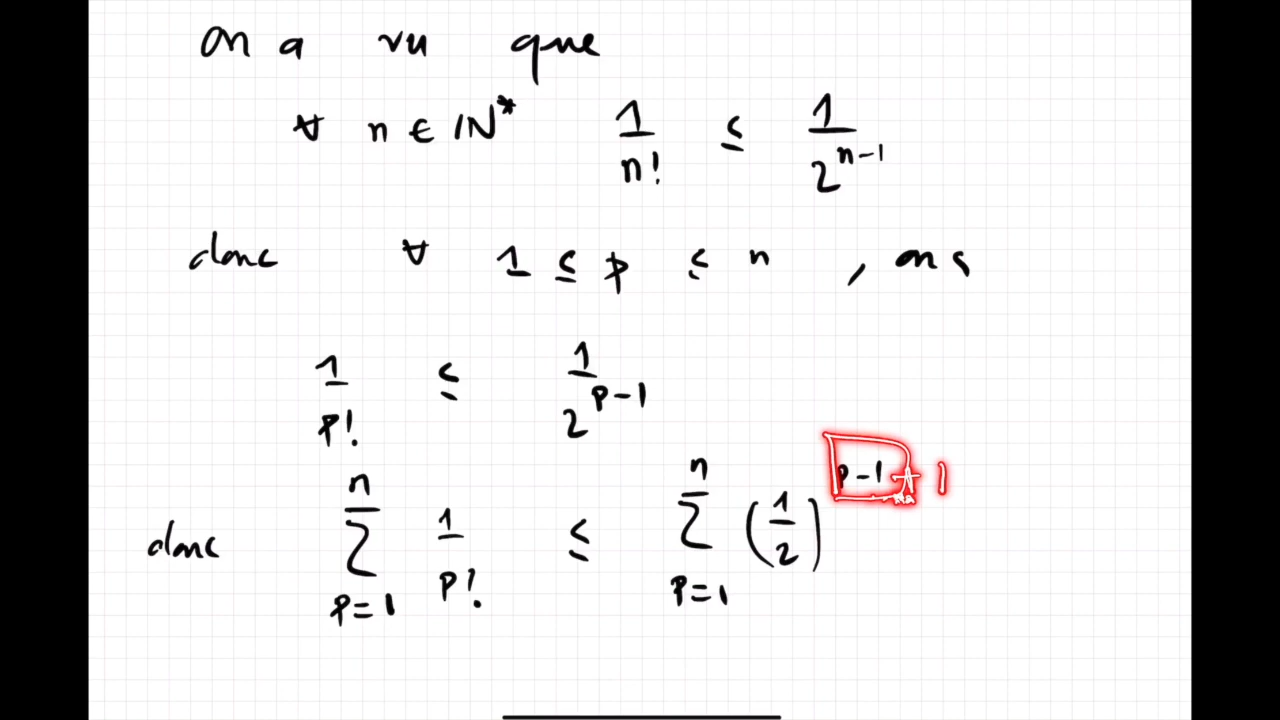 on a vu que
∀ n ∈ ℕ* 1/n! ≤ 1/2^(n-1)
donc ∀ 1 ≤ p ≤ n , on a
1/p! ≤ 1/2^(p-1)
donc ∑_{p=1}^{n} 1/p! ≤ ∑_{p=1}^{n} (1/2)^(p-1) + 1